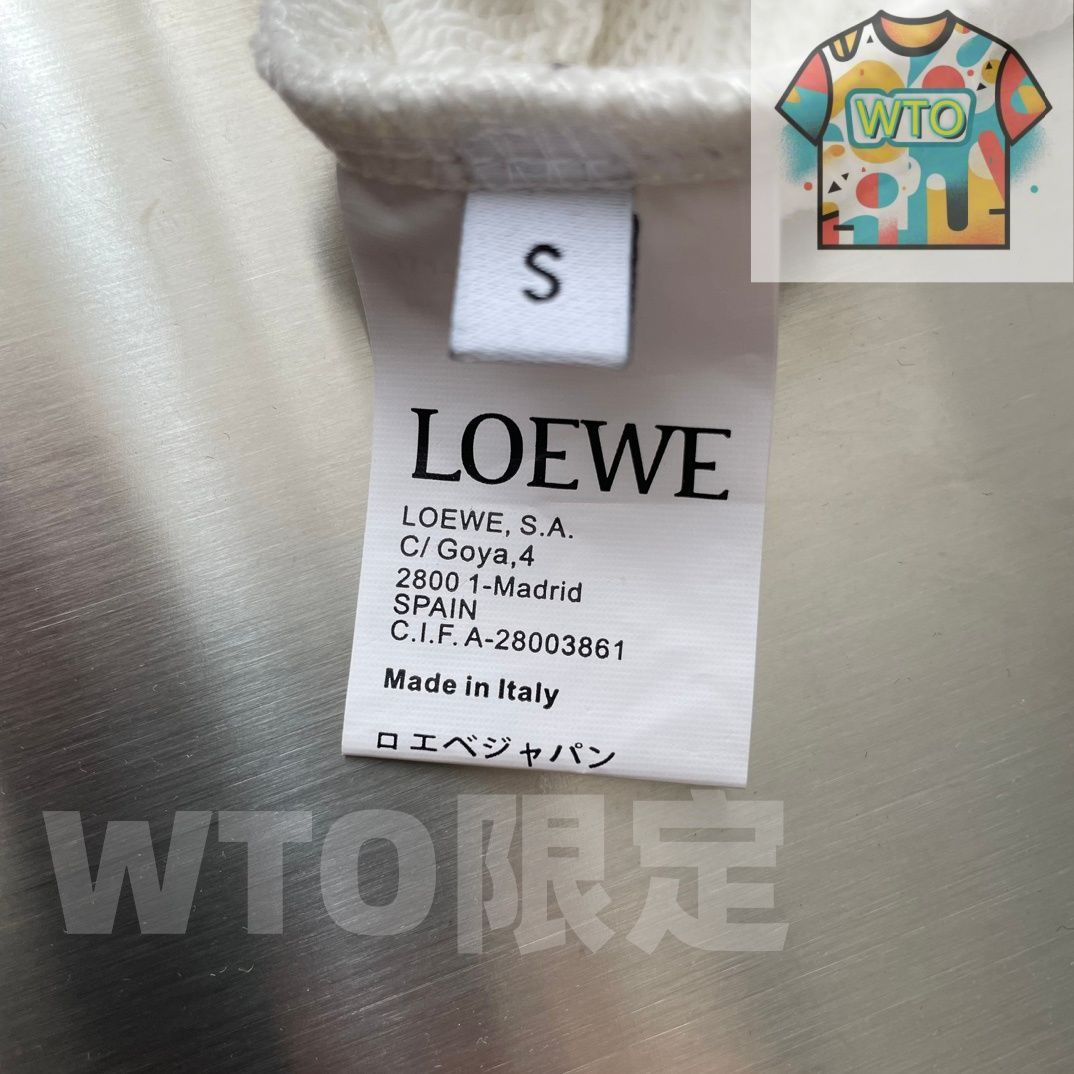 WTO
S
LOEWE
LOEWE, S.A.
C/ Goya,4
2800 1-Madrid
SPAIN
C.I.F. A-28003861
Made in Italy
ロエベジャパン
WTO限定